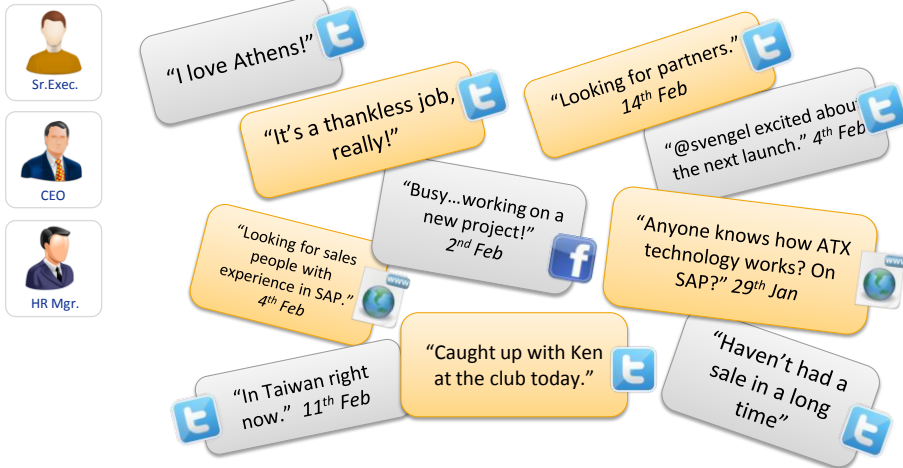 Sr.Exec.
CEO
HR Mgr.
“I love Athens!”
“It’s a thankless job,
really!”
“Looking for partners.”
14th Feb
“@svengel excited about
the next launch.” 4th Feb
“Busy…working on a
new project!”
2nd Feb
“Looking for sales
people with
experience in SAP.”
4th Feb
www
“Anyone knows how ATX
technology works? On
SAP?” 29th Jan
www
“In Taiwan right
now.” 11th Feb
“Caught up with Ken
at the club today.”
“Haven’t had a
sale in a long
time”